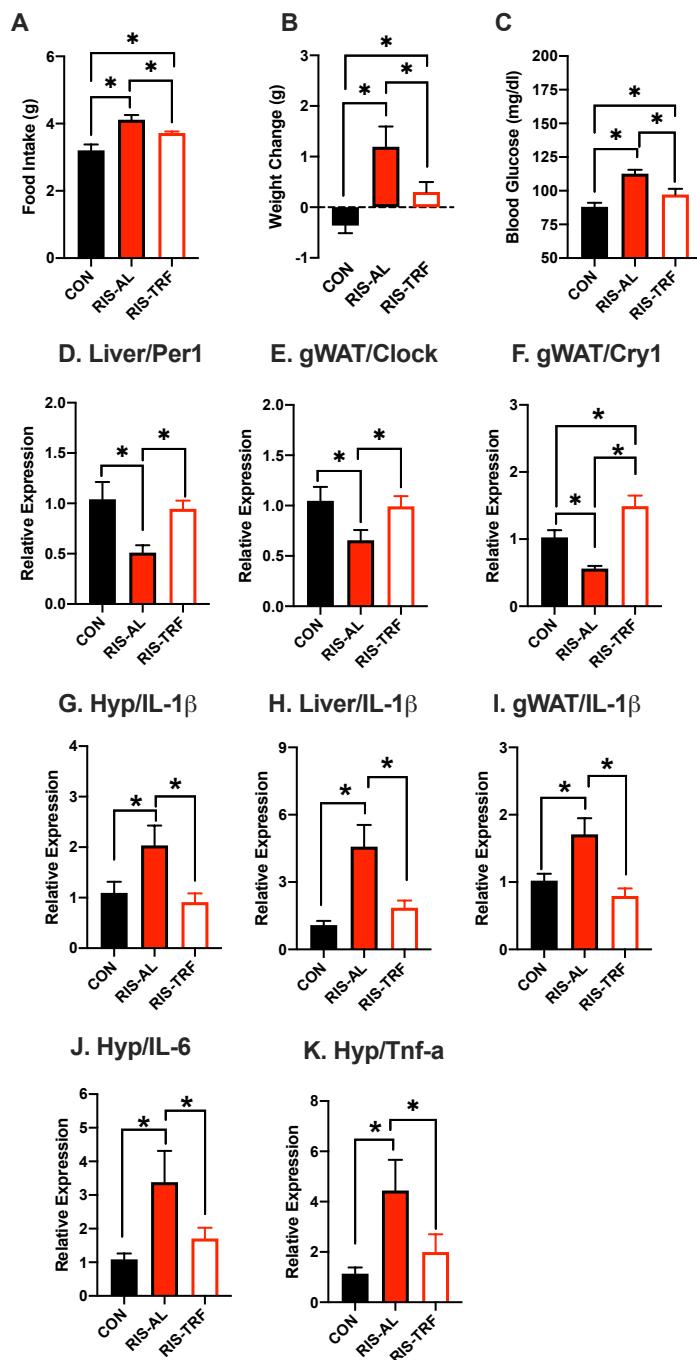 A
B
C
Food Intake (g)
6
4
2
0
*
*
*
CON
RIS-AL
RIS-TRF
Weight Change (g)
3
2
1
0
-1
*
*
*
CON
RIS-AL
RIS-TRF
Blood Glucose (mg/dl)
200
175
150
125
100
75
50
*
*
*
CON
RIS-AL
RIS-TRF
D. Liver/Per1
E. gWAT/Clock
F. gWAT/Cry1
Relative Expression
2.0
1.5
1.0
0.5
0.0
*
*
CON
RIS-AL
RIS-TRF
Relative Expression
2.0
1.5
1.0
0.5
0.0
*
*
CON
RIS-AL
RIS-TRF
Relative Expression
3
2
1
0
*
*
*
CON
RIS-AL
RIS-TRF
G. Hyp/IL-1β
H. Liver/IL-1β
I. gWAT/IL-1β
Relative Expression
4
3
2
1
0
*
*
CON
RIS-AL
RIS-TRF
Relative Expression
9
6
3
0
*
*
CON
RIS-AL
RIS-TRF
Relative Expression
3
2
1
0
*
*
CON
RIS-AL
RIS-TRF
J. Hyp/IL-6
K. Hyp/Tnf-a
Relative Expression
6
5
4
3
2
1
0
*
*
CON
RIS-AL
RIS-TRF
Relative Expression
8
6
4
2
0
*
*
CON
RIS-AL
RIS-TRF